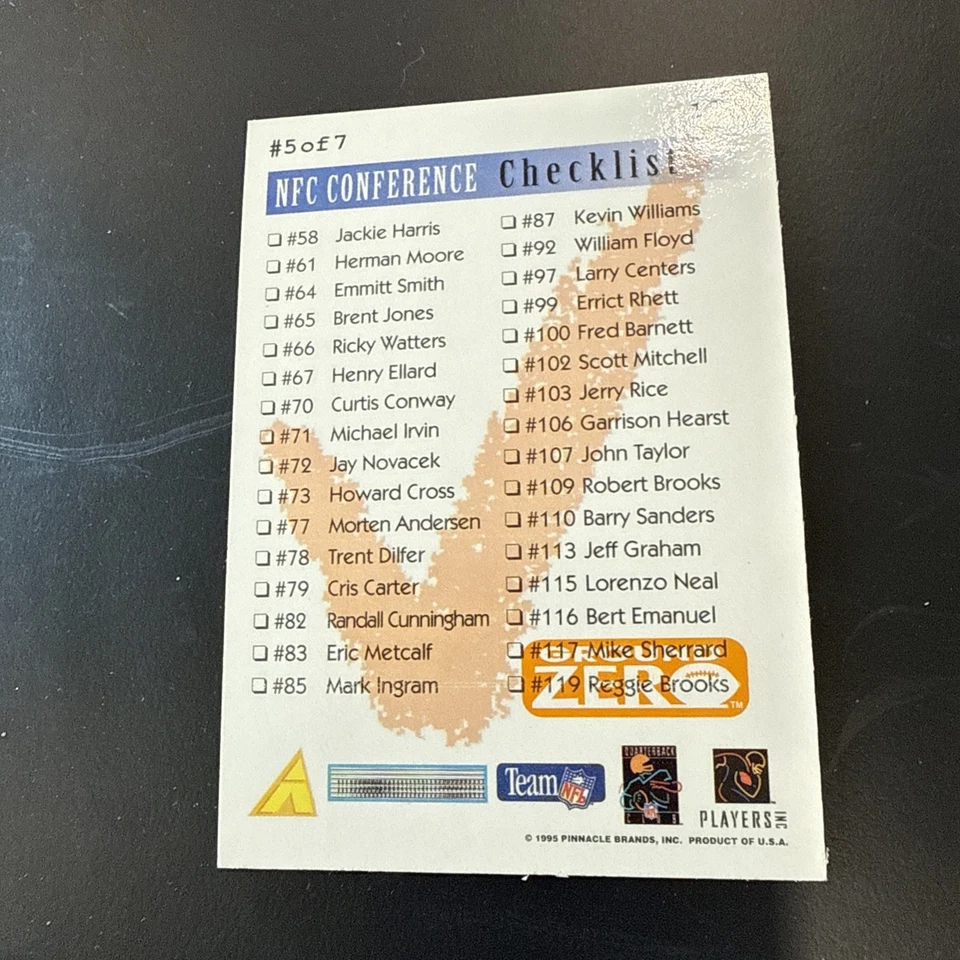 #5of7
NFC CONFERENCE Checklist
#58 Jackie Harris
#61 Herman Moore
#64 Emmitt Smith
#65 Brent Jones
#66 Ricky Watters
#67 Henry Ellard
#70 Curtis Conway
#71 Michael Irvin
#72 Jay Novacek
#73 Howard Cross
#77 Morten Andersen
#78 Trent Dilfer
#79 Cris Carter
#82 Randall Cunningham
#83 Eric Metcalf
#85 Mark Ingram
#87 Kevin Williams
#92 William Floyd
#97 Larry Centers
#99 Errict Rhett
#100 Fred Barnett
#102 Scott Mitchell
#103 Jerry Rice
#106 Garrison Hearst
#107 John Taylor
#109 Robert Brooks
#110 Barry Sanders
#113 Jeff Graham
#115 Lorenzo Neal
#116 Bert Emanuel
#117 Mike Sherrard
#119 Reggie Brooks
GROUND
ZERO TM
Team NFL
QUARTERBACK
CLUB
PLAYERS INC
© 1995 PINNACLE BRANDS, INC. PRODUCT OF U.S.A.